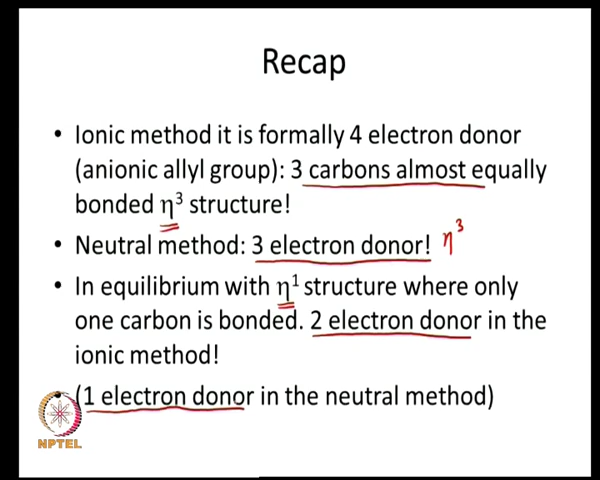 Recap
• Ionic method it is formally 4 electron donor
(anionic allyl group): 3 carbons almost equally
bonded η³ structure!
• Neutral method: 3 electron donor! η³
• In equilibrium with η¹ structure where only
one carbon is bonded. 2 electron donor in the
ionic method!
(1 electron donor in the neutral method)
NPTEL